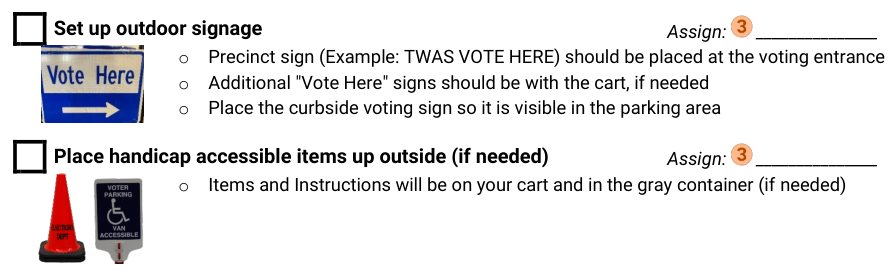 Set up outdoor signage Assign: 3 _______________
Vote Here
○ Precinct sign (Example: TWAS VOTE HERE) should be placed at the voting entrance
○ Additional "Vote Here" signs should be with the cart, if needed
○ Place the curbside voting sign so it is visible in the parking area
Place handicap accessible items up outside (if needed) Assign: 3 _______________
○ Items and Instructions will be on your cart and in the gray container (if needed)
ELECTIONS
DEPT
VOTER
PARKING
VAN
ACCESSIBLE